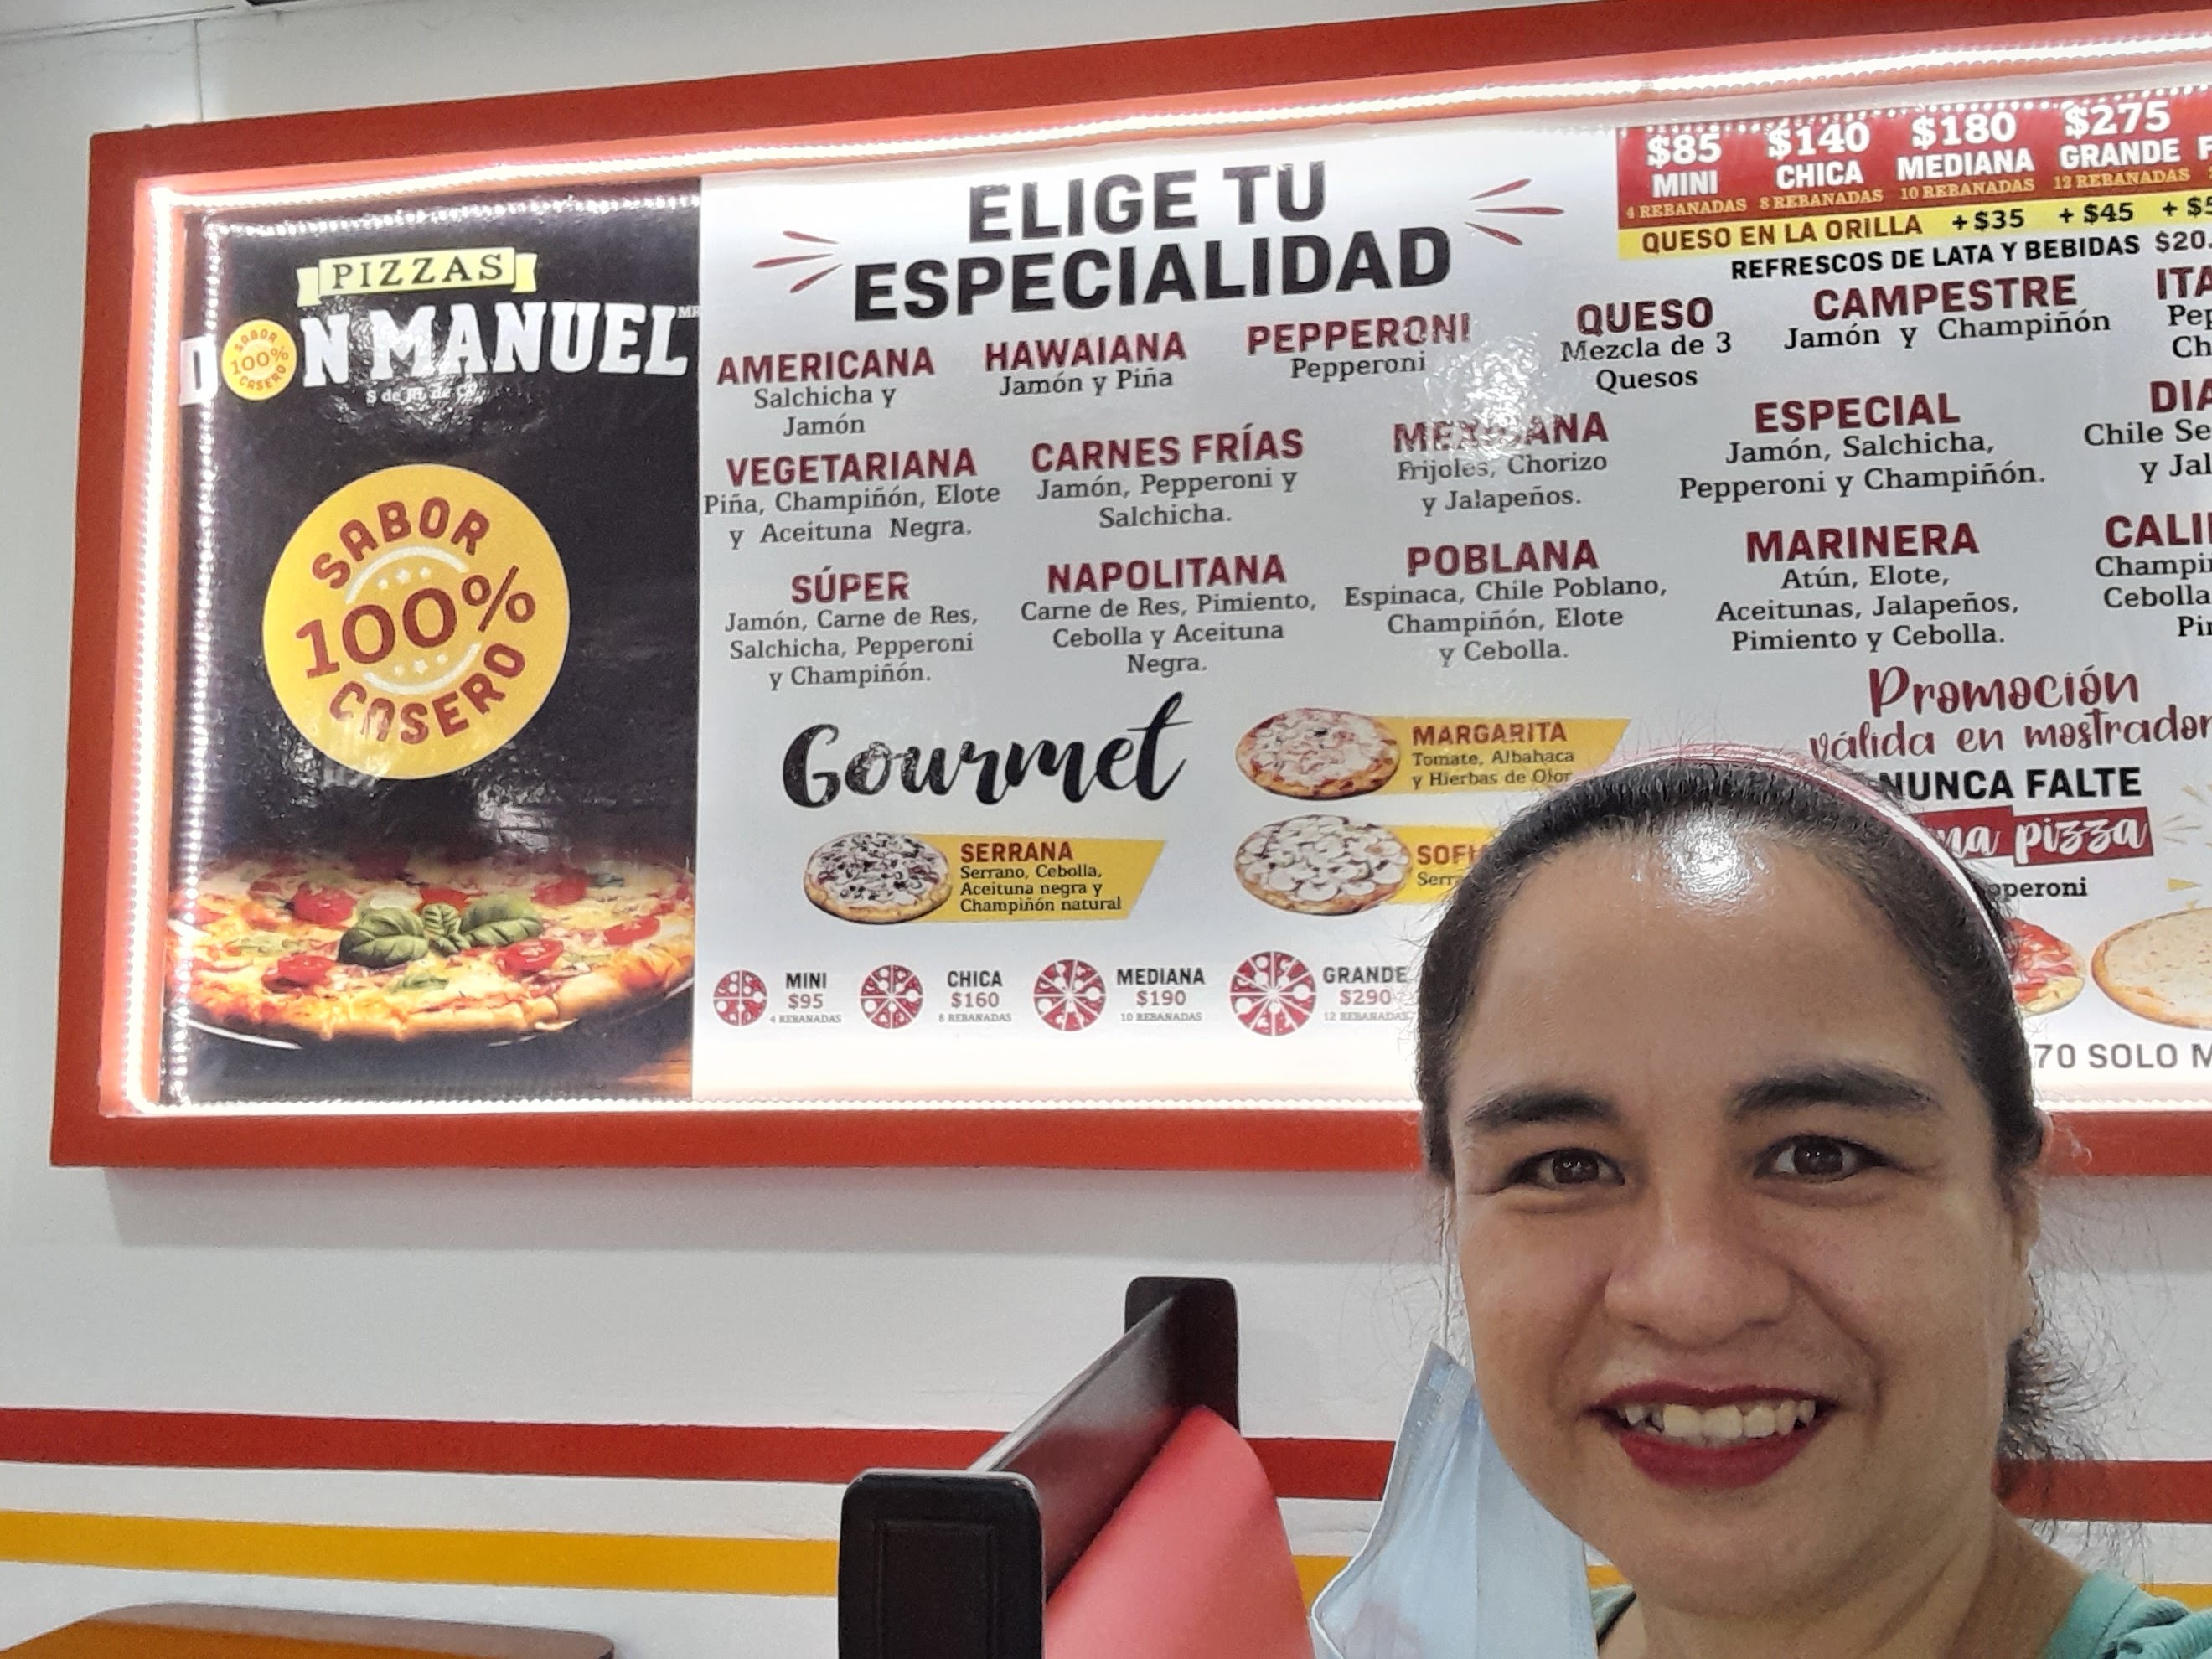 PIZZAS
DON MANUEL MR
SABOR 100% CASERO
SABOR
100%
CASERO
ELIGE TU
ESPECIALIDAD
$85 $140 $180 $275
MINI CHICA MEDIANA GRANDE
4 REBANADAS 8 REBANADAS 10 REBANADAS 12 REBANADAS
QUESO EN LA ORILLA +$35 +$45
REFRESCOS DE LATA Y BEBIDAS $20.
AMERICANA
Salchicha y
Jamón
HAWAIANA
Jamón y Piña
PEPPERONI
Pepperoni
QUESO
Mezcla de 3
Quesos
CAMPESTRE
Jamón y Champiñón
VEGETARIANA
Piña, Champiñón, Elote
y Aceituna Negra.
CARNES FRÍAS
Jamón, Pepperoni y
Salchicha.
MEXICANA
Frijoles, Chorizo
y Jalapeños.
ESPECIAL
Jamón, Salchicha,
Pepperoni y Champiñón.
Chile
y
SÚPER
Jamón, Carne de Res,
Salchicha, Pepperoni
y Champiñón.
NAPOLITANA
Carne de Res, Pimiento,
Cebolla y Aceituna
Negra.
POBLANA
Espinaca, Chile Poblano,
Champiñón, Elote
y Cebolla.
MARINERA
Atún, Elote,
Aceitunas, Jalapeños,
Pimiento y Cebolla.
Cebolla
Gourmet
MARGARITA
Tomate, Albahaca
y Hierbas de Olor
SERRANA
Serrano, Cebolla,
Aceituna negra y
Champiñón natural
Promoción
válida en mostrador
NUNCA FALTE
pizza
MINI
$95
4 REBANADAS
CHICA
$160
8 REBANADAS
MEDIANA
$190
10 REBANADAS
GRANDE
$290
12 REBANADAS
70 SOLO